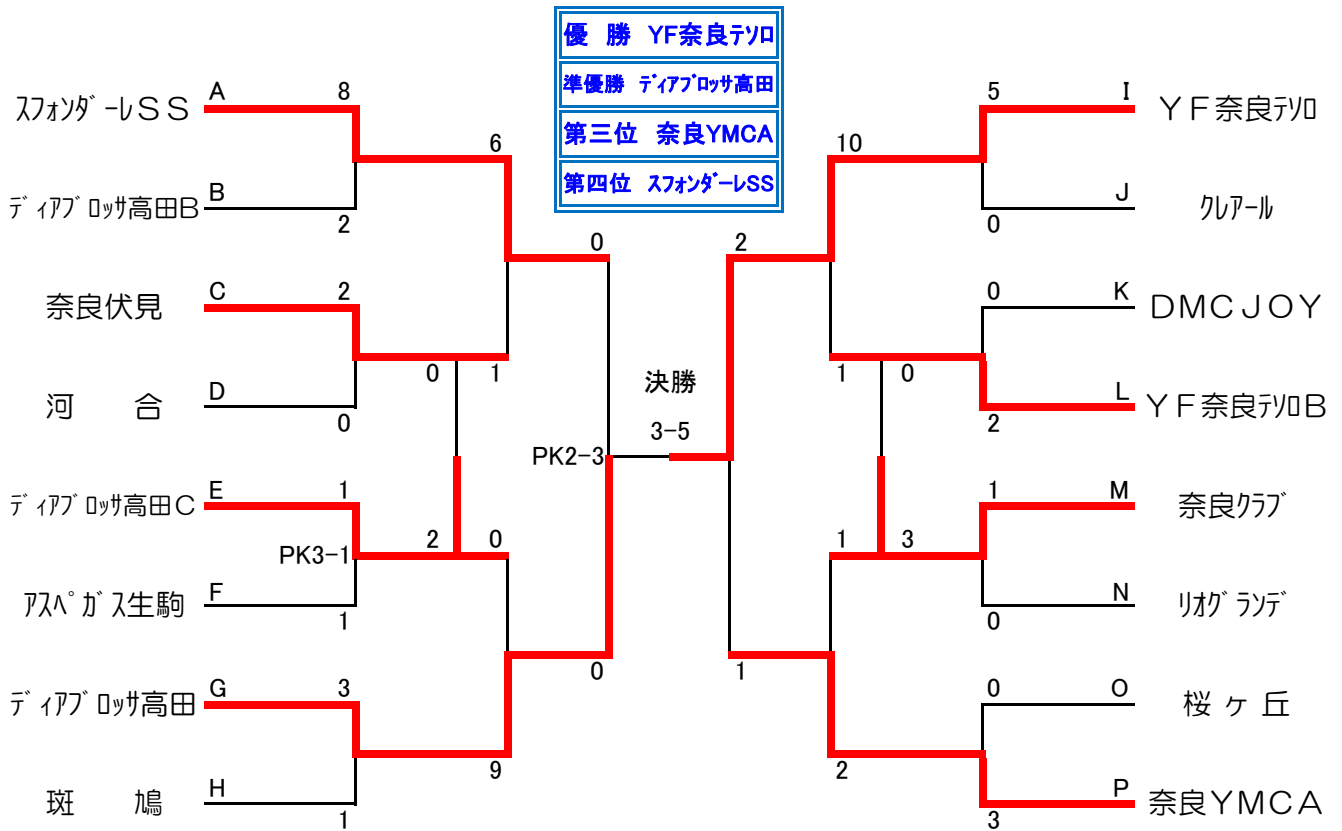 優 勝 YF奈良ﾃｿﾛ
準優勝 ﾃﾞｨｱﾌﾞﾛｯｻ高田
第三位 奈良YMCA
第四位 ｽﾌｫﾝﾀﾞｰﾚSS
ｽﾌｫﾝﾀﾞｰﾚＳＳ A 8
6
ﾃﾞｨｱﾌﾞﾛｯｻ高田Ｂ B 2
0
奈良伏見 C 2
0 1
河 合 D 0
ﾃﾞｨｱﾌﾞﾛｯｻ高田Ｃ E 1
PK3-1 2 0
ｱｽﾍﾟｶﾞｽ生駒 F 1
0
ﾃﾞｨｱﾌﾞﾛｯｻ高田 G 3
9
斑 鳩 H 1
決勝
3-5
PK2-3
5 I ＹＦ奈良ﾃｿﾛ
10
0 J ｸﾚｱｰﾙ
2
0 K ＤＭＣＪＯＹ
1 0
2 L ＹＦ奈良ﾃｿﾛＢ
1 M 奈良ｸﾗﾌﾞ
1 3
0 N ﾘｵｸﾞﾗﾝﾃﾞ
1
0 O 桜ヶ丘
2
3 P 奈良ＹＭＣＡ